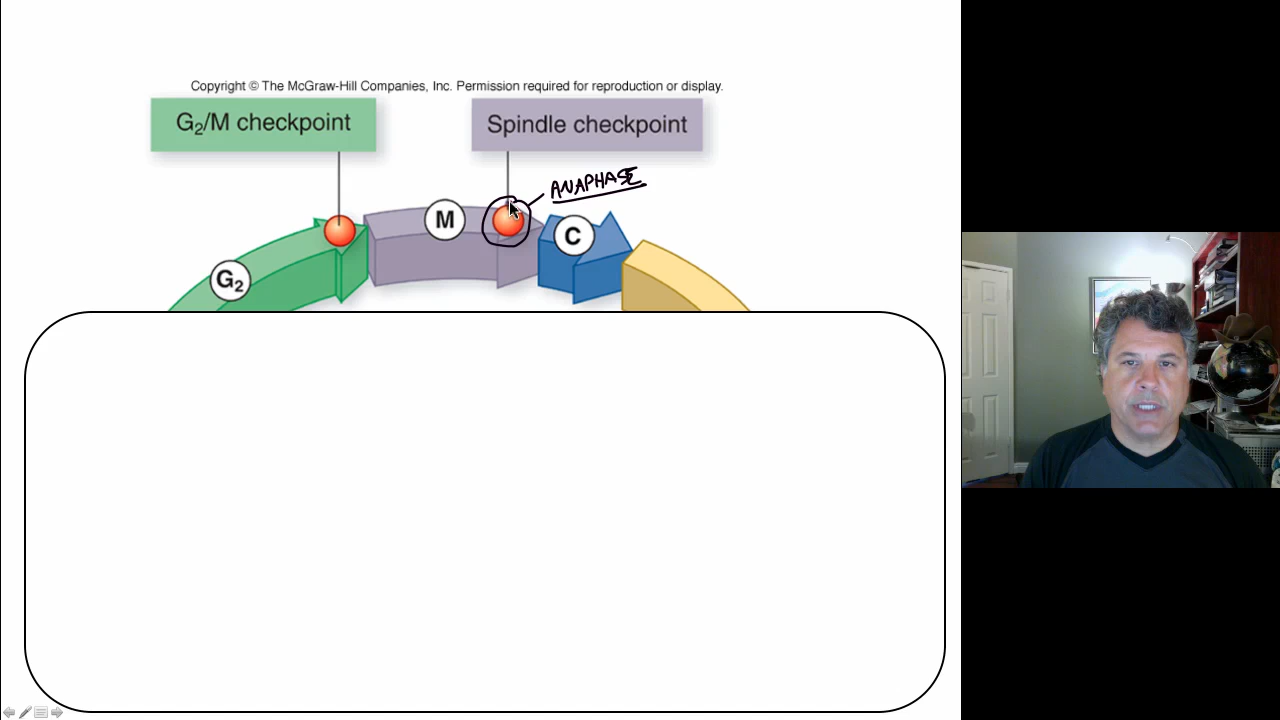 Copyright © The McGraw-Hill Companies, Inc. Permission required for reproduction or display.
G₂/M checkpoint
Spindle checkpoint
ANAPHASE
M
C
G₂